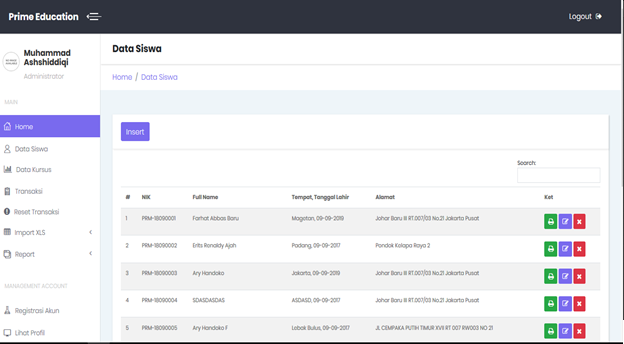 Prime Education
Logout
Muhammad
Ashshiddiqi
Administrator
MAIN
Home
Data Siswa
Data Kursus
Transaksi
Reset Transaksi
Import XLS
Report
MANAGEMENT ACCOUNT
Registrasi Akun
Lihat Profil
Data Siswa
Home / Data Siswa
Insert
Search:
# NIK Full Name Tempat, Tanggal Lahir Alamat Ket
1 PRM-18090001 Farhat Abbas Baru Magatan, 09-09-2019 Johar Baru III RT.007/03 No.21 Jakarta Pusat
2 PRM-18090002 Erits Ronaldy Ajah Padang, 09-09-2017 Pondok Kelapa Raya 2
3 PRM-18090003 Ary Handoko Jakarta, 09-09-2019 Johar Baru III RT.007/03 No.21 Jakarta Pusat
4 PRM-18090004 SDASDASDAS ASDASD, 09-09-2017 Johar Baru III RT.007/03 No.21 Jakarta Pusat
5 PRM-18090005 Ary Handoko F Lebak Bulus, 09-09-2017 JL CEMPAKA PUTIH TIMUR XVII RT 007 RW003 NO 21